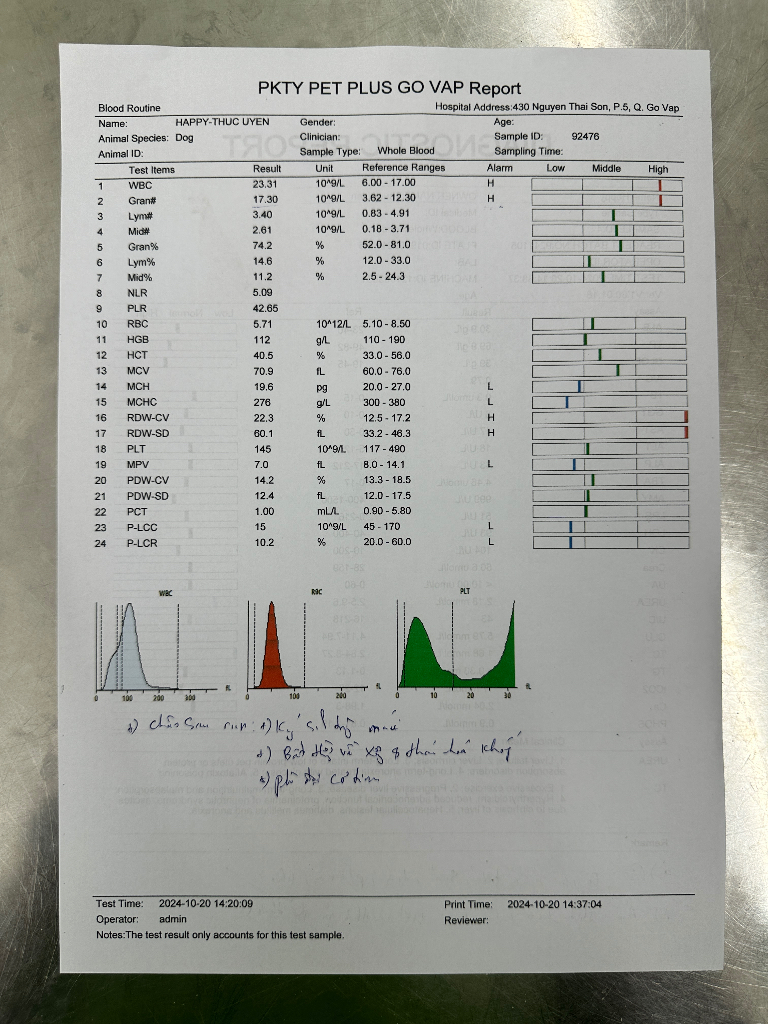 PKTY PET PLUS GO VAP Report
Blood Routine Hospital Address:430 Nguyen Thai Son, P.5, Q. Go Vap
Name: HAPPY-THUC UYEN Gender: Age:
Animal Species: Dog Clinician: Sample ID: 92476
Animal ID: Sample Type: Whole Blood Sampling Time:
Test Items Result Unit Reference Ranges Alarm Low Middle High
1 WBC 23.31 10^9/L 6.00 - 17.00 H
2 Gran# 17.30 10^9/L 3.62 - 12.30 H
3 Lym# 3.40 10^9/L 0.83 - 4.91
4 Mid# 2.61 10^9/L 0.18 - 3.71
5 Gran% 74.2 % 52.0 - 81.0
6 Lym% 14.6 % 12.0 - 33.0
7 Mid% 11.2 % 2.5 - 24.3
8 NLR 5.09
9 PLR 42.65
10 RBC 5.71 10^12/L 5.10 - 8.50
11 HGB 112 g/L 110 - 190
12 HCT 40.5 % 33.0 - 56.0
13 MCV 70.9 fL 60.0 - 76.0
14 MCH 19.6 pg 20.0 - 27.0 L
15 MCHC 276 g/L 300 - 380 L
16 RDW-CV 22.3 % 12.5 - 17.2 H
17 RDW-SD 60.1 fL 33.2 - 46.3 H
18 PLT 145 10^9/L 117 - 490
19 MPV 7.0 fL 8.0 - 14.1 L
20 PDW-CV 14.2 % 13.3 - 18.5
21 PDW-SD 12.4 fL 12.0 - 17.5
22 PCT 1.00 mL/L 0.90 - 5.80
23 P-LCC 15 10^9/L 45 - 170 L
24 P-LCR 10.2 % 20.0 - 60.0 L
WBC RBC PLT
0 100 200 300 fL 0 100 200 fL 0 10 20 30 fL
1) Ký sinh máu
Bất thg về xg & thái hoá khớp
phì đại cơ tim
Test Time: 2024-10-20 14:20:09 Print Time: 2024-10-20 14:37:04
Operator: admin Reviewer:
Notes:The test result only accounts for this test sample.